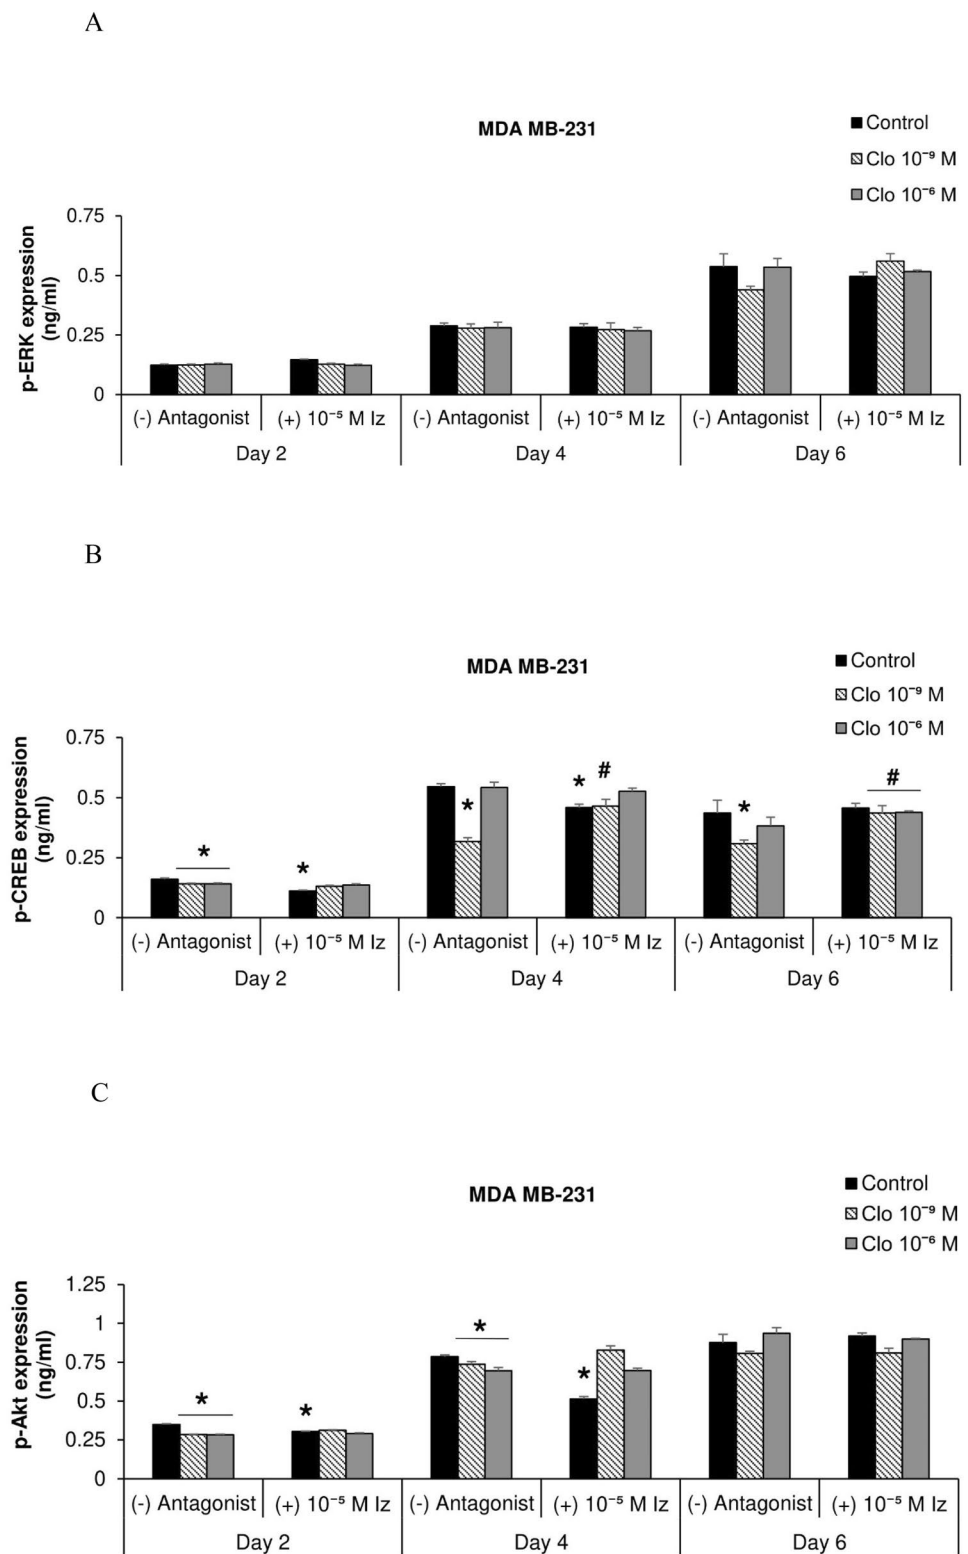 A
MDA MB-231
Control
Clo 10⁻⁹ M
Clo 10⁻⁶ M
p-ERK expression
(ng/ml)
0.75
0.5
0.25
0
(-) Antagonist
(+) 10⁻⁵ M Iz
(-) Antagonist
(+) 10⁻⁵ M Iz
(-) Antagonist
(+) 10⁻⁵ M Iz
Day 2
Day 4
Day 6
B
MDA MB-231
Control
Clo 10⁻⁹ M
Clo 10⁻⁶ M
p-CREB expression
(ng/ml)
0.75
0.5
0.25
0
*
*
*
*
#
*
#
(-) Antagonist
(+) 10⁻⁵ M Iz
(-) Antagonist
(+) 10⁻⁵ M Iz
(-) Antagonist
(+) 10⁻⁵ M Iz
Day 2
Day 4
Day 6
C
MDA MB-231
Control
Clo 10⁻⁹ M
Clo 10⁻⁶ M
p-Akt expression
(ng/ml)
1.25
1
0.75
0.5
0.25
0
*
*
*
*
(-) Antagonist
(+) 10⁻⁵ M Iz
(-) Antagonist
(+) 10⁻⁵ M Iz
(-) Antagonist
(+) 10⁻⁵ M Iz
Day 2
Day 4
Day 6